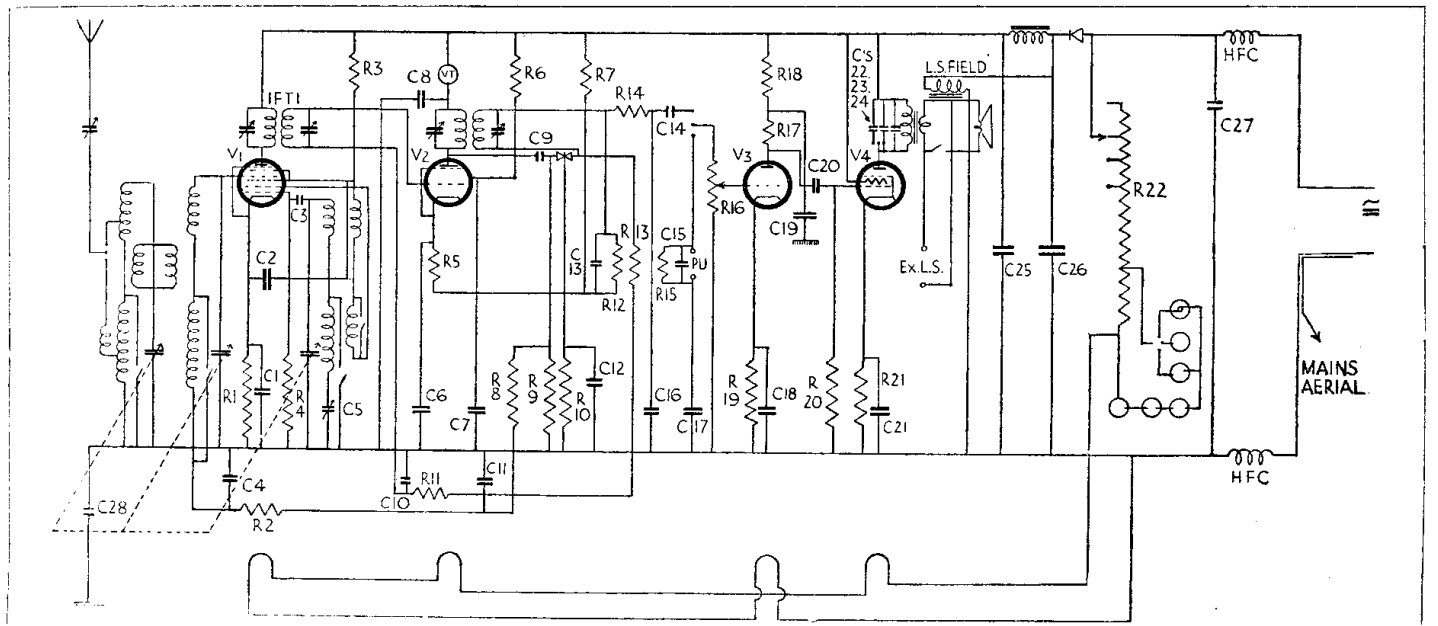 HFC
R3
C8
VT
R6
R7
R18
C's
22.
23.
24
L.S.FIELD
IFT1
R14
C14
R17
C27
V1
V2
C9
V3
C20
V4
R22
C3
R16
C19
C2
R5
C
13
R
13
C15
PU
R15
R12
Ex.L.S.
C25
C26
MAINS
AERIAL
R1
C1
R
4
C5
C6
C7
R
8
R
9
R
10
C12
C16
C17
R
19
C18
R
20
R21
C21
HFC
C28
C4
R2
C10
R11
C11